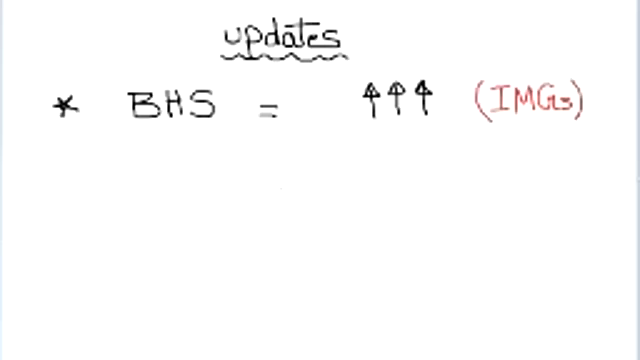 updates
* BHS = ↑↑↑ (IMGs)